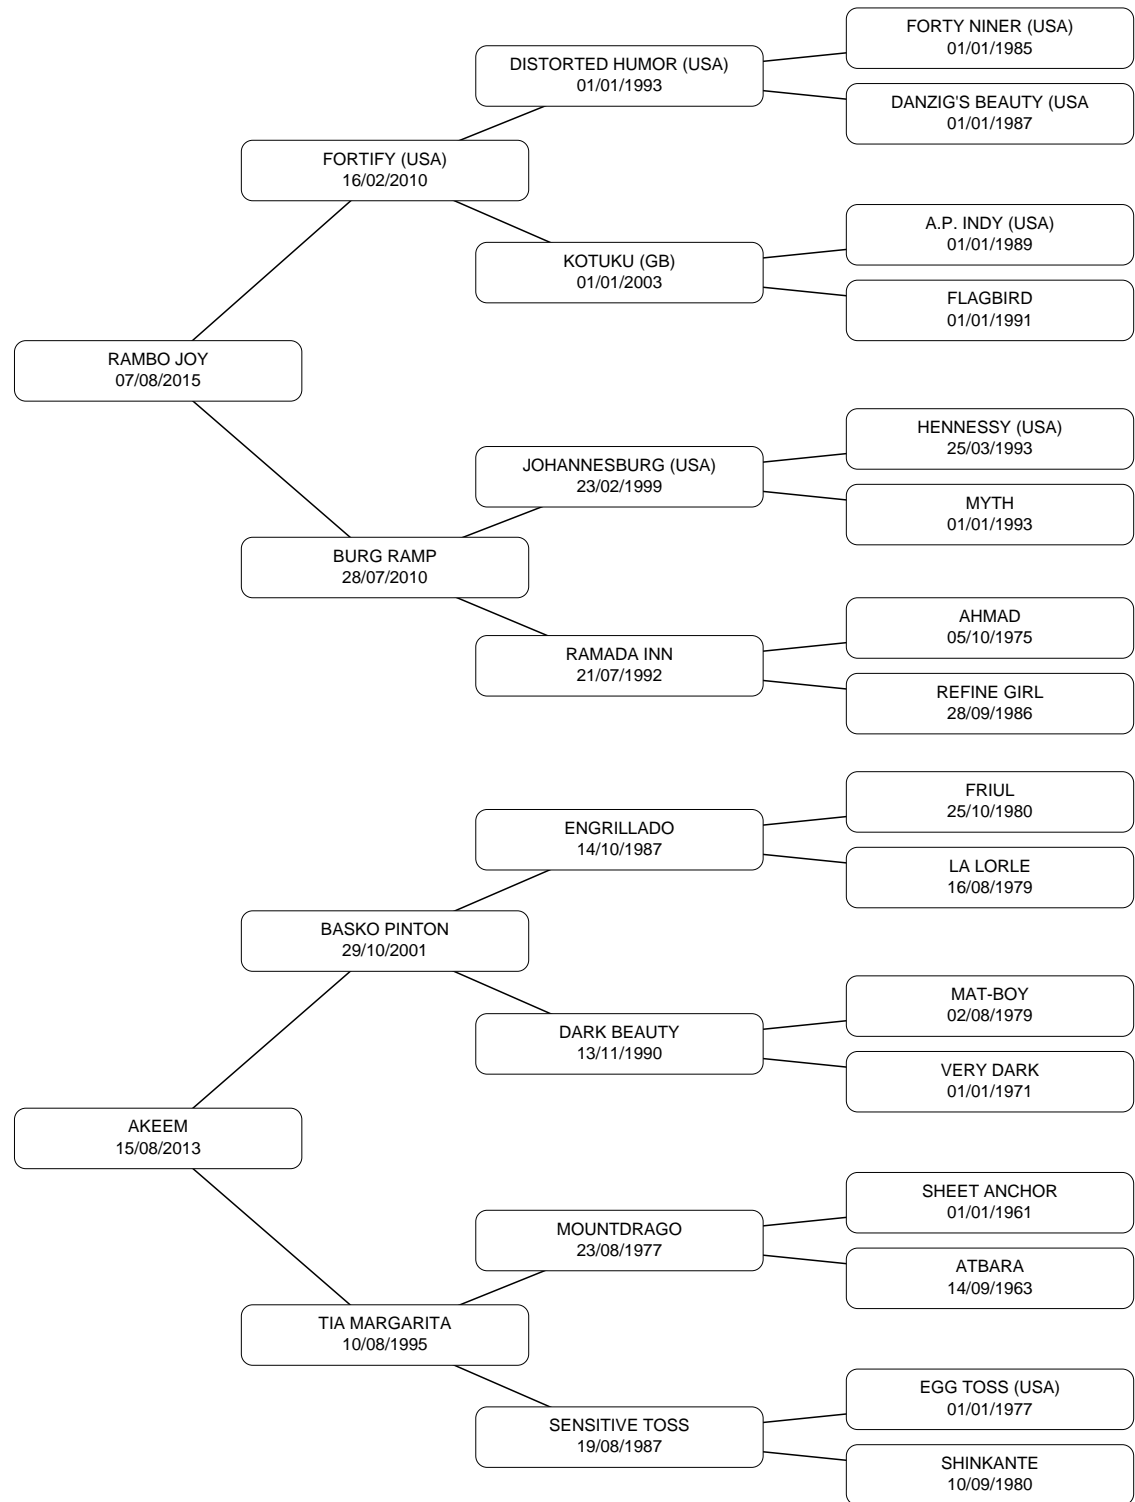 FORTY NINER (USA)
01/01/1985
DISTORTED HUMOR (USA)
01/01/1993
DANZIG'S BEAUTY (USA
01/01/1987
FORTIFY (USA)
16/02/2010
A.P. INDY (USA)
01/01/1989
KOTUKU (GB)
01/01/2003
FLAGBIRD
01/01/1991
RAMBO JOY
07/08/2015
HENNESSY (USA)
25/03/1993
JOHANNESBURG (USA)
23/02/1999
MYTH
01/01/1993
BURG RAMP
28/07/2010
AHMAD
05/10/1975
RAMADA INN
21/07/1992
REFINE GIRL
28/09/1986
FRIUL
25/10/1980
ENGRILLADO
14/10/1987
LA LORLE
16/08/1979
BASKO PINTON
29/10/2001
MAT-BOY
02/08/1979
DARK BEAUTY
13/11/1990
VERY DARK
01/01/1971
AKEEM
15/08/2013
SHEET ANCHOR
01/01/1961
MOUNTDRAGO
23/08/1977
ATBARA
14/09/1963
TIA MARGARITA
10/08/1995
EGG TOSS (USA)
01/01/1977
SENSITIVE TOSS
19/08/1987
SHINKANTE
10/09/1980